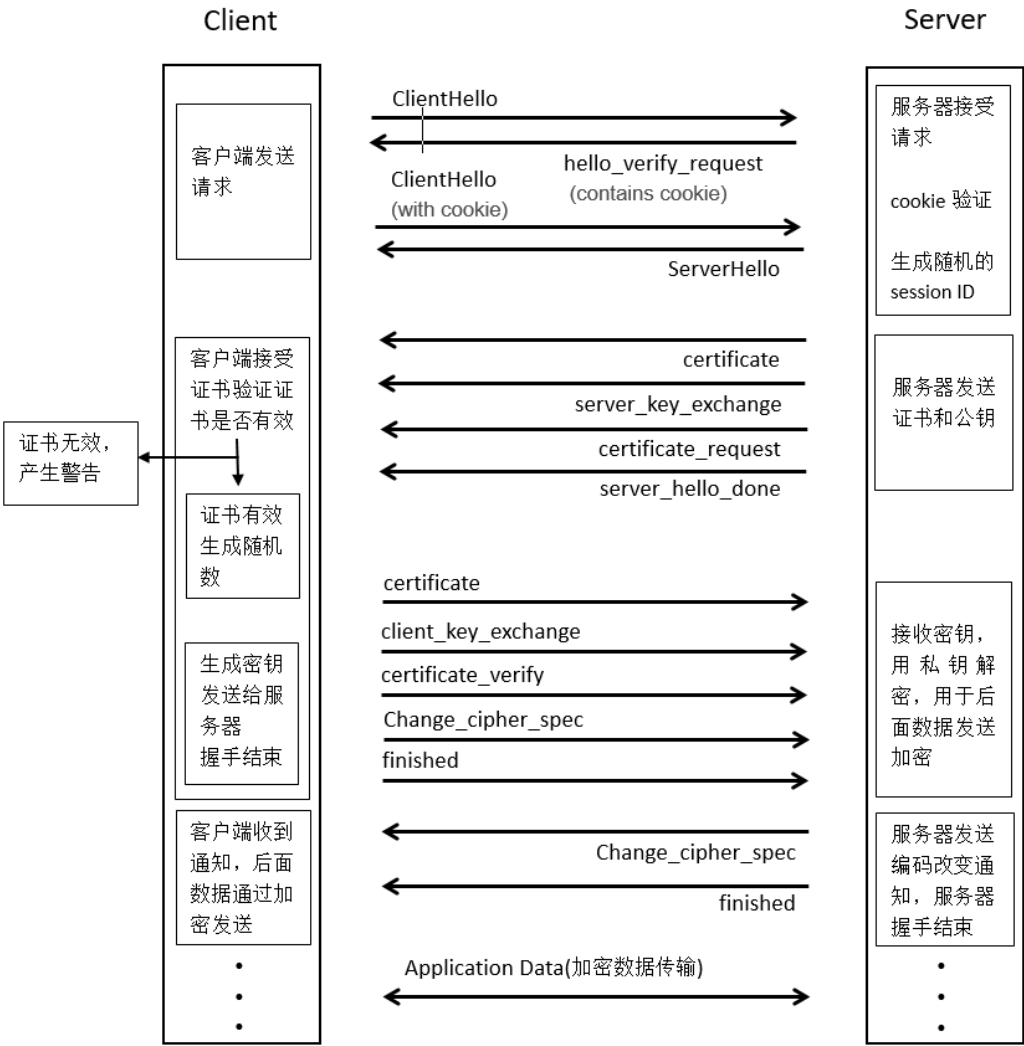 Client
Server
ClientHello
hello_verify_request
(contains cookie)
ClientHello
(with cookie)
ServerHello
客户端发送
请求
服务器接受
请求
cookie 验证
生成随机的
session ID
客户端接受
证书验证证
书是否有效
证书无效，
产生警告
证书有效
生成随机
数
certificate
server_key_exchange
certificate_request
server_hello_done
服务器发送
证书和公钥
certificate
client_key_exchange
certificate_verify
Change_cipher_spec
finished
生成密钥
发送给服
务器
握手结束
接收密钥，
用私钥解
密，用于后
面数据发送
加密
客户端收到
通知，后面
数据通过加
密发送
Change_cipher_spec
finished
服务器发送
编码改变通
知，服务器
握手结束
Application Data(加密数据传输)